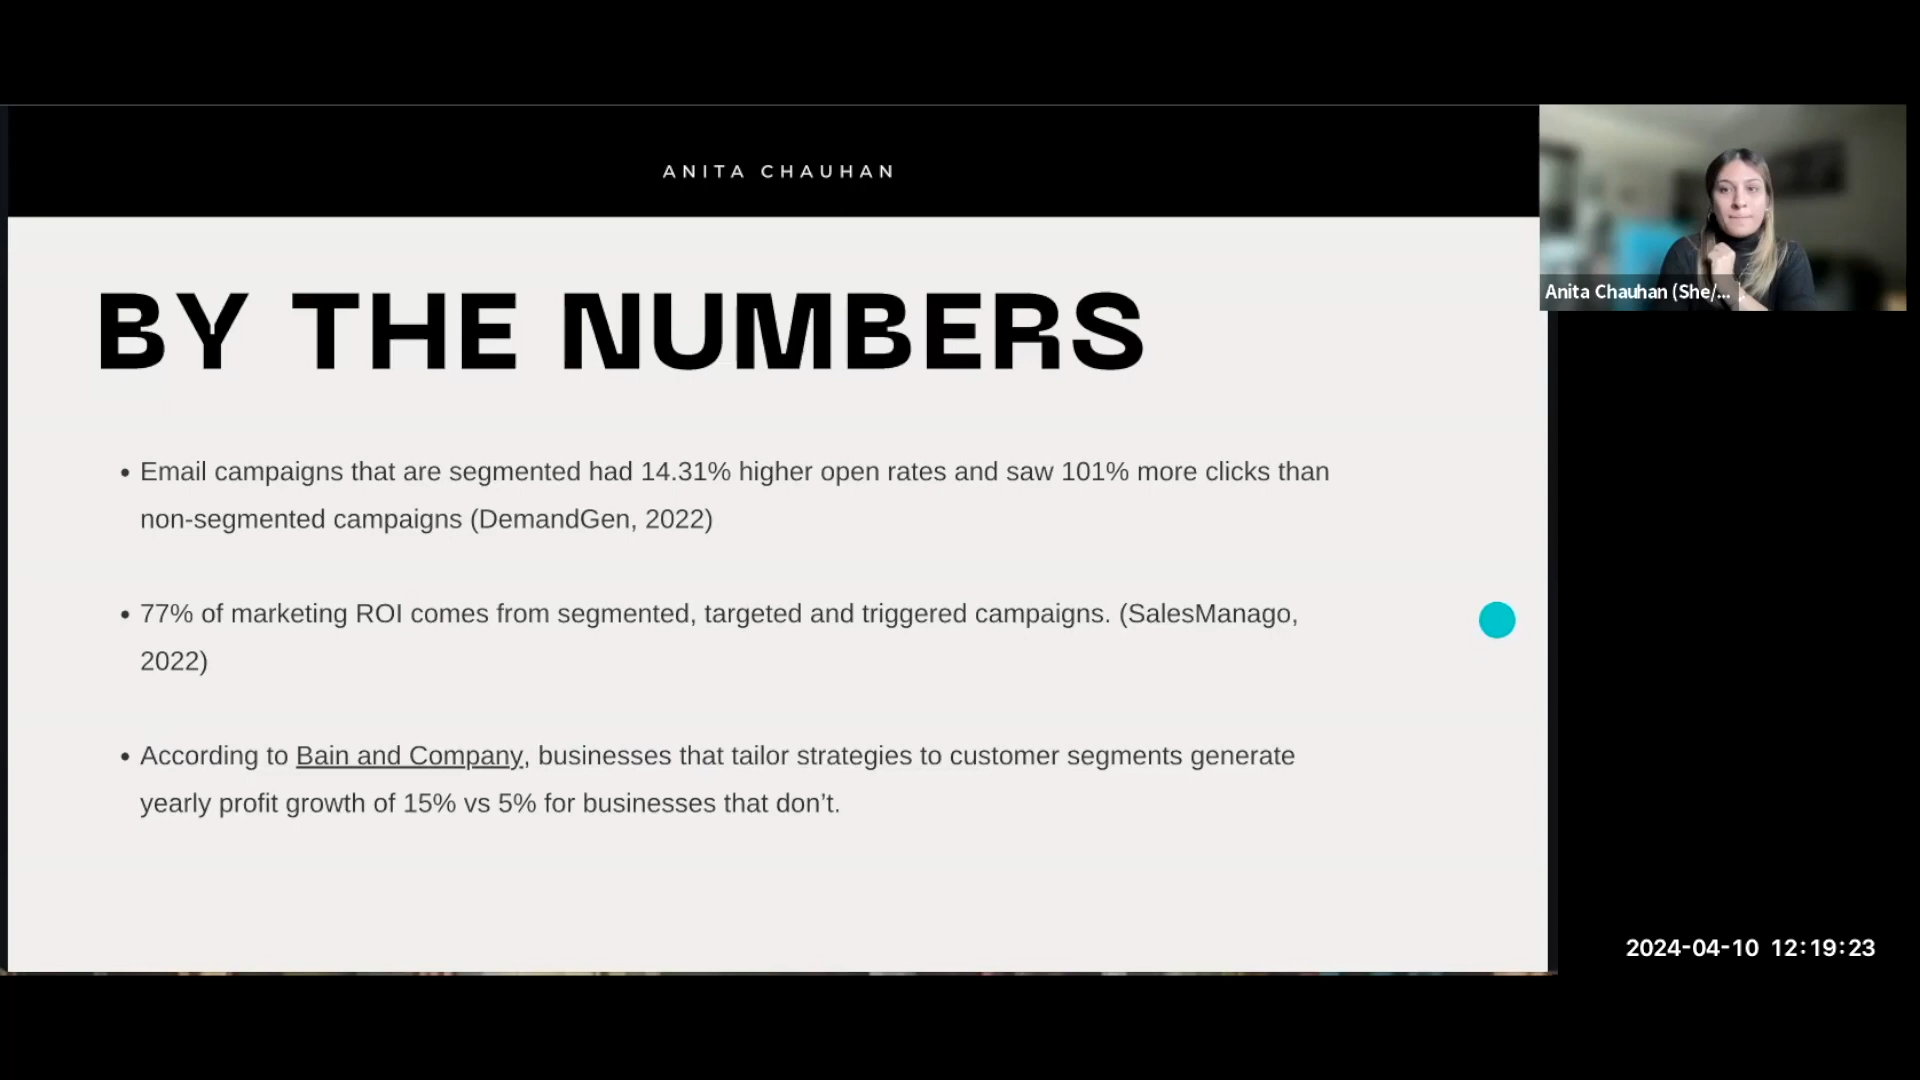 ANITA CHAUHAN
BY THE NUMBERS
• Email campaigns that are segmented had 14.31% higher open rates and saw 101% more clicks than
non-segmented campaigns (DemandGen, 2022)
• 77% of marketing ROI comes from segmented, targeted and triggered campaigns. (SalesManago,
2022)
• According to Bain and Company, businesses that tailor strategies to customer segments generate
yearly profit growth of 15% vs 5% for businesses that don’t.
Anita Chauhan (She/...
2024-04-10 12:19:23